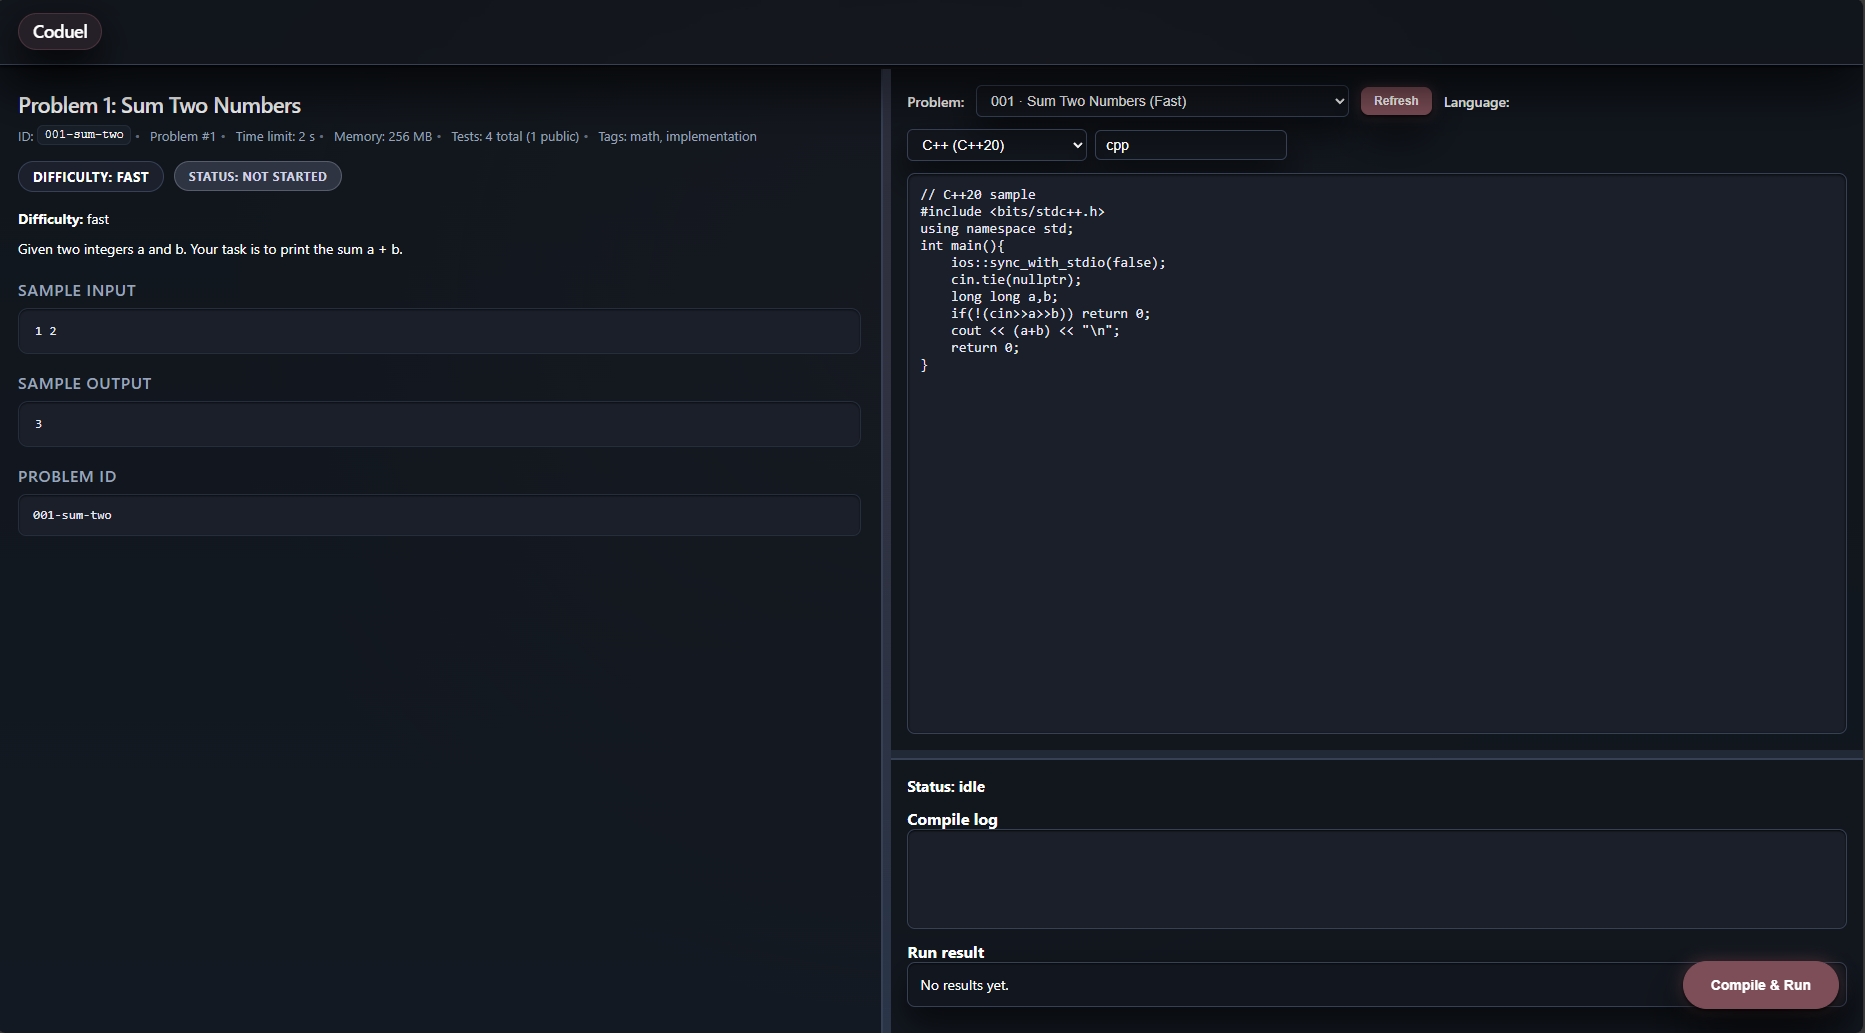 Coduel
Problem 1: Sum Two Numbers
ID: 001-sum-two • Problem #1 • Time limit: 2 s • Memory: 256 MB • Tests: 4 total (1 public) • Tags: math, implementation
DIFFICULTY: FAST STATUS: NOT STARTED
Difficulty: fast
Given two integers a and b. Your task is to print the sum a + b.
SAMPLE INPUT
1 2
SAMPLE OUTPUT
3
PROBLEM ID
001-sum-two
Problem: 001 · Sum Two Numbers (Fast) Refresh Language:
C++ (C++20) cpp
// C++20 sample
#include <bits/stdc++.h>
using namespace std;
int main(){
    ios::sync_with_stdio(false);
    cin.tie(nullptr);
    long long a,b;
    if(!(cin>>a>>b)) return 0;
    cout << (a+b) << "\n";
    return 0;
}
Status: idle
Compile log
Run result
No results yet.
Compile & Run